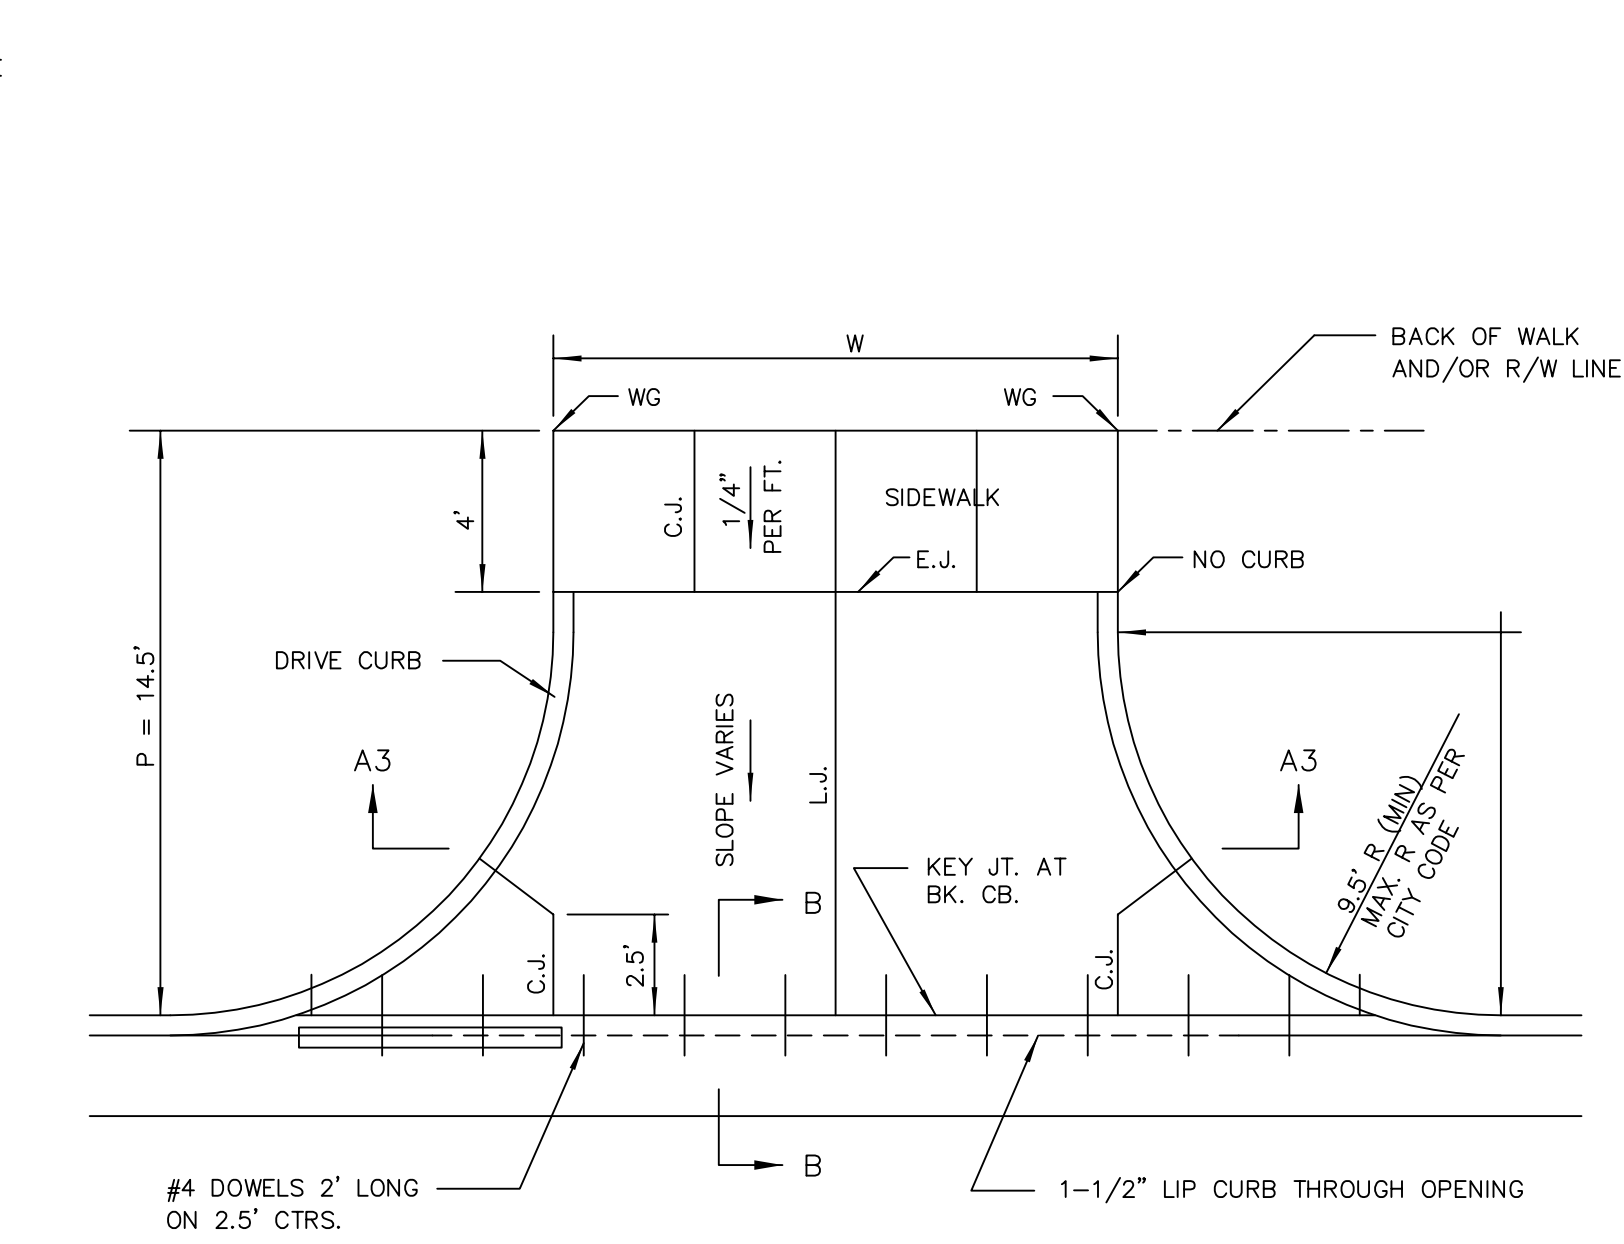 W
BACK OF WALK
AND/OR R/W LINE
WG
WG
4'
C.J.
1/4"
PER FT.
SIDEWALK
E.J.
NO CURB
P = 14.5'
DRIVE CURB
SLOPE VARIES
L.J.
A3
A3
9.5' R (MIN)
MAX. R AS PER
CITY CODE
KEY JT. AT
BK. CB.
B
C.J.
2.5'
C.J.
B
#4 DOWELS 2' LONG
ON 2.5' CTRS.
1-1/2" LIP CURB THROUGH OPENING